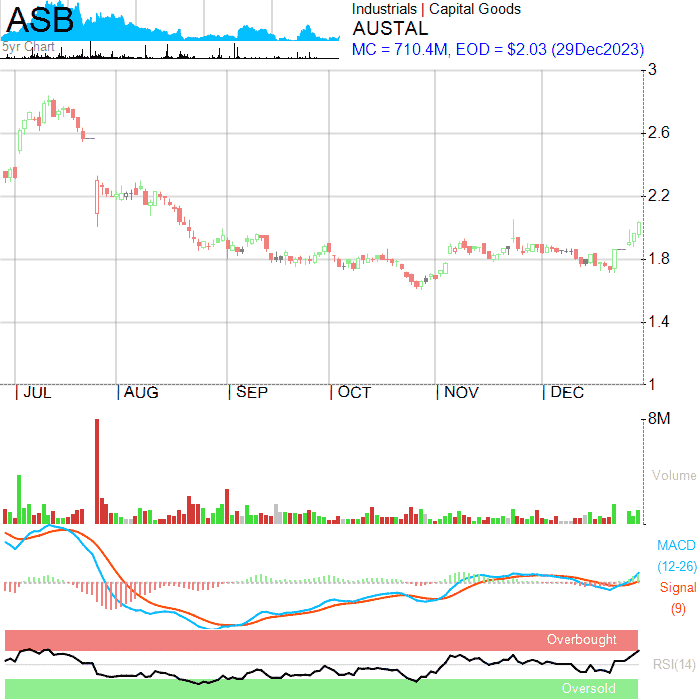 ASB
5yr Chart
Industrials | Capital Goods
AUSTAL
MC = 710.4M, EOD = $2.03 (29Dec2023)
3
2.6
2.2
1.8
1.4
1
| JUL | AUG | SEP | OCT | NOV | DEC
8M
Volume
MACD
(12-26)
Signal
(9)
Overbought
RSI(14)
Oversold